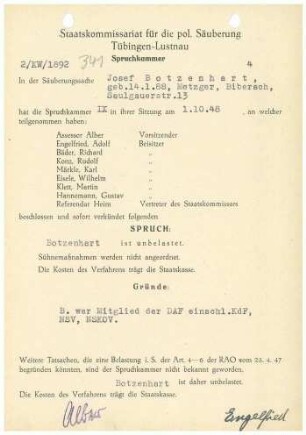 Staatskommissariat für die pol. Säuberung
Tübingen-Lustnau
Spruchkammer
2/KW/1892 341 4
In der Säuberungssache Josef Botzenhart,
geb.14.1.68, Metzger, Biberach,
Saulgauerstr.13
hat die Spruchkammer IX in ihrer Sitzung am 1.10.48, an welcher
teilgenommen haben:
Assessor Alber Vorsitzender
Engelfried, Adolf Beisitzer
Bäder, Richard „
Konz, Rudolf „
Märkle, Karl „
Eisele, Wilhelm „
Klett, Martin „
Hannemann, Gustav „
Referendar Heim Vertreter des Staatskommissars
beschlossen und sofort verkündet folgenden
SPRUCH:
Botzenhart ist unbelastet.
Sühnemaßnahmen werden nicht angeordnet.
Die Kosten des Verfahrens trägt die Staatskasse.
Gründe:
B. war Mitglied der DAF einschl.KdF,
NSV, NSKOV.
Weitere Tatsachen, die eine Belastung i. S. der Art. 4—6 der RAO vom 25. 4. 47
begründen könnten, sind der Spruchkammer nicht bekannt geworden.
Botzenhart ist daher unbelastet.
Die Kosten des Verfahrens trägt die Staatskasse.
Alber Engelfried